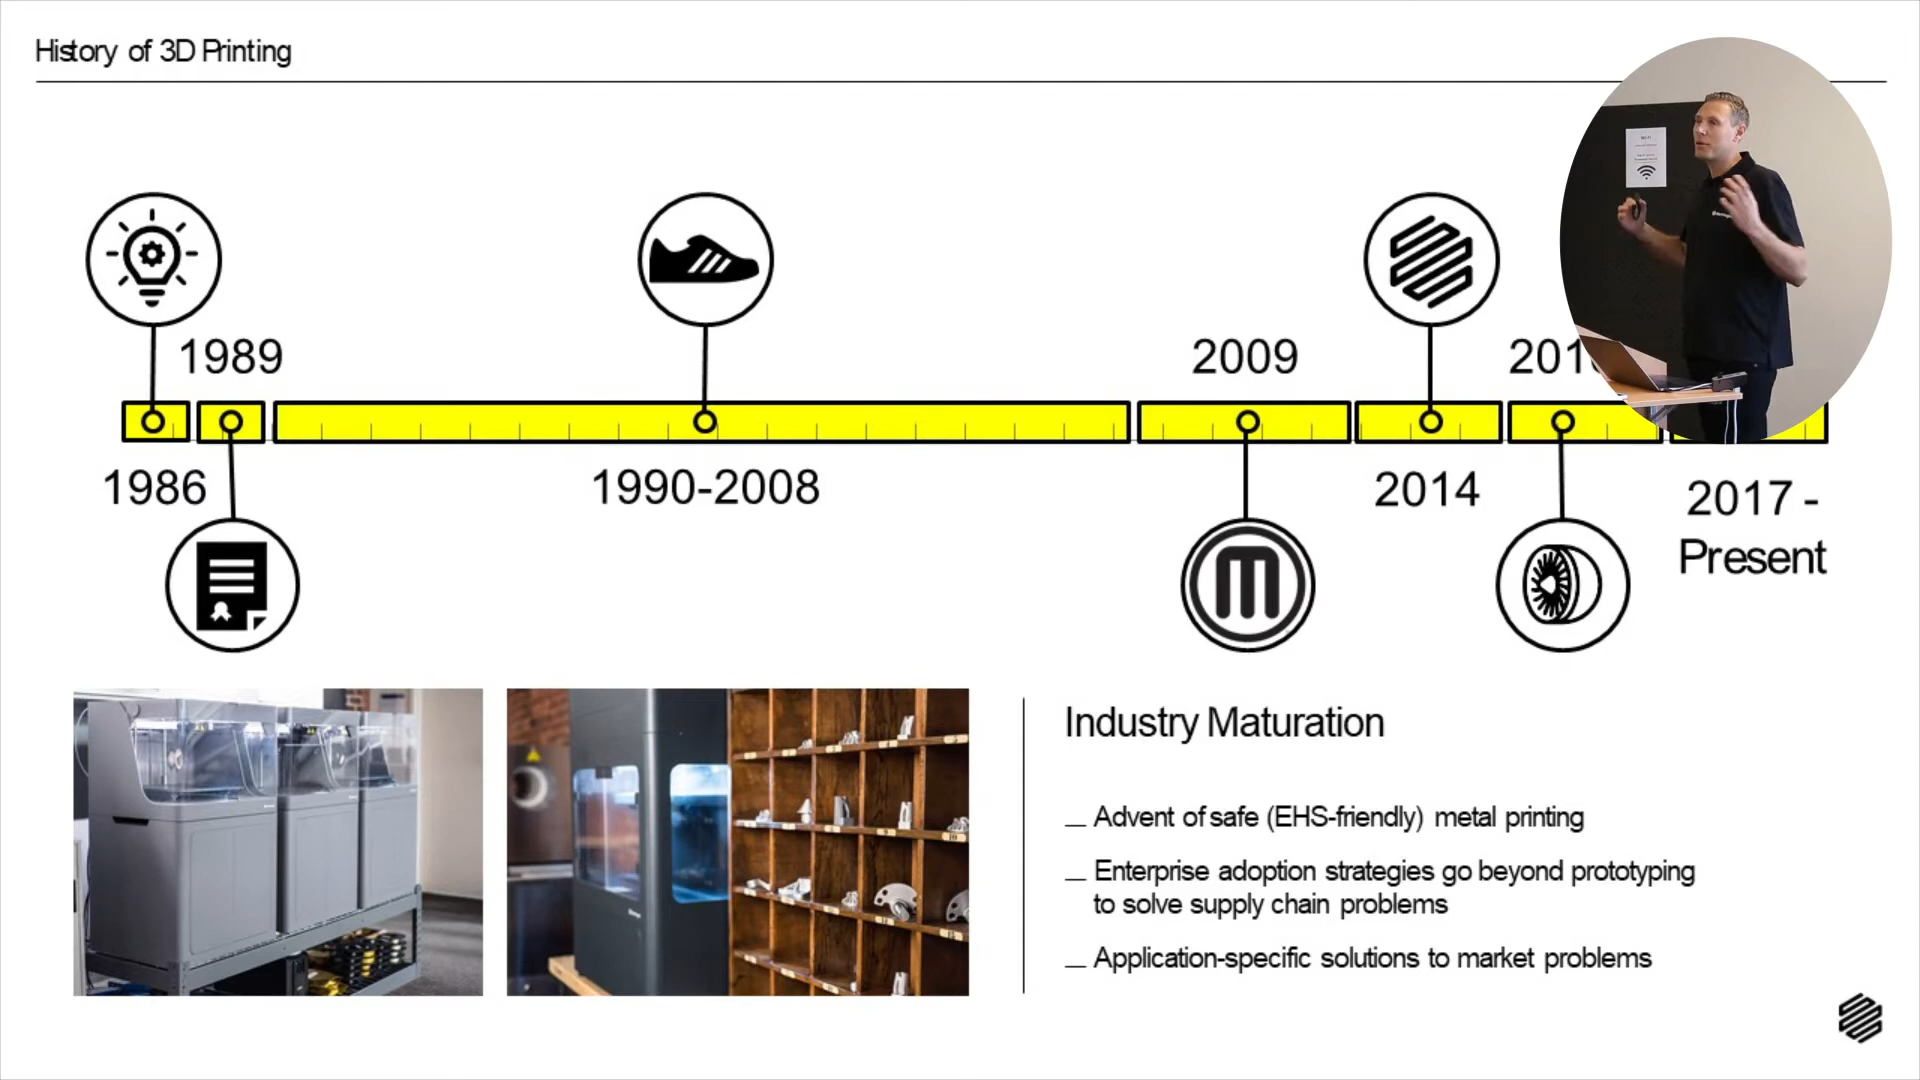 History of 3D Printing
1989
2009
1986
1990-2008
2014
2017 -
Present
Industry Maturation
Advent of safe (EHS-friendly) metal printing
Enterprise adoption strategies go beyond prototyping
to solve supply chain problems
Application-specific solutions to market problems